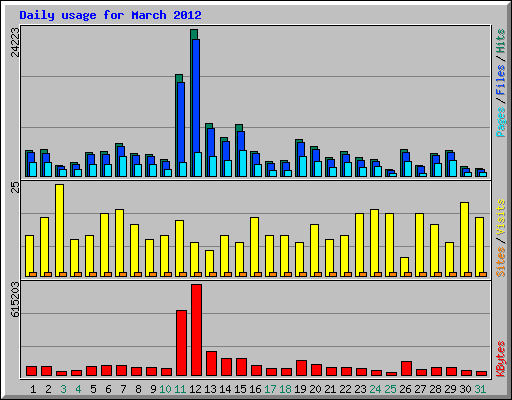 Daily usage for March 2012
24223
Pages / Files / Hits
25
Sites / Visits
615203
KBytes
1 2 3 4 5 6 7 8 9 10 11 12 13 14 15 16 17 18 19 20 21 22 23 24 25 26 27 28 29 30 31